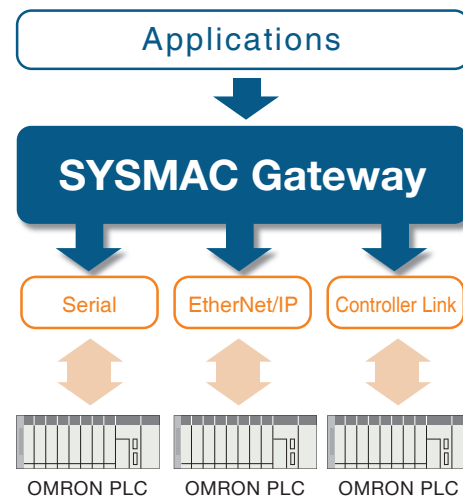 Applications
SYSMAC Gateway
Serial
EtherNet/IP
Controller Link
OMRON PLC
OMRON PLC
OMRON PLC